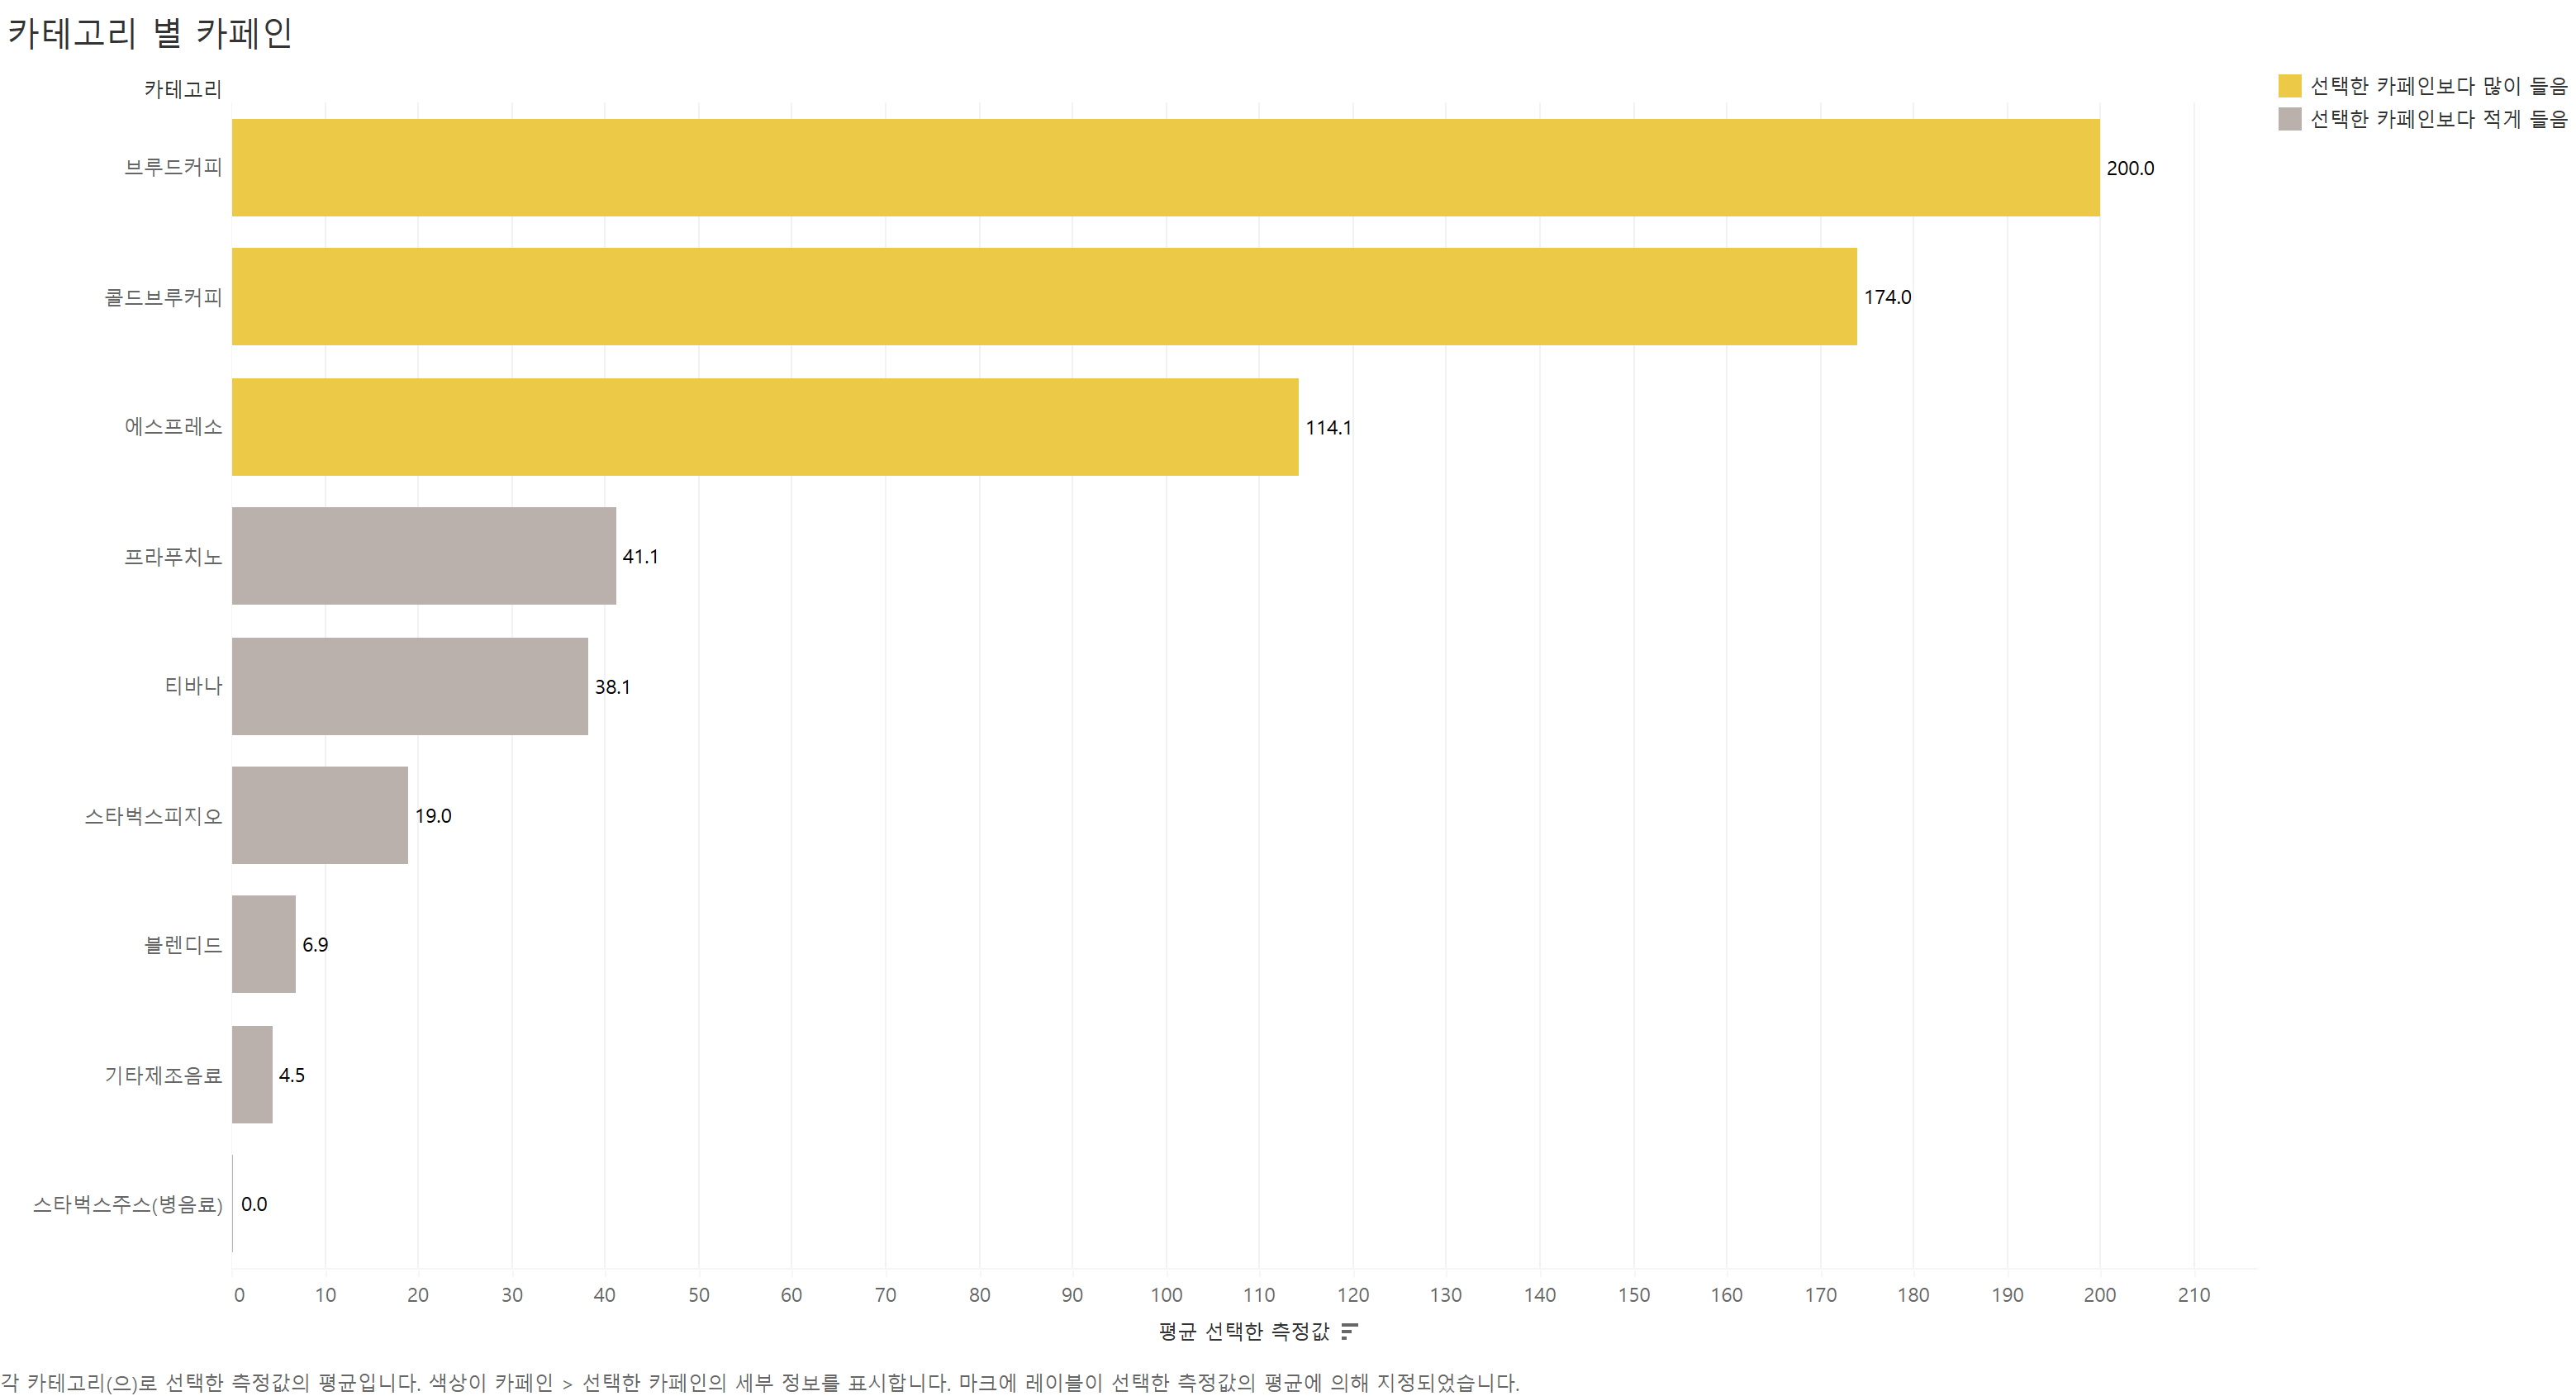 카테고리 별 카페인
카테고리
선택한 카페인보다 많이 들음
선택한 카페인보다 적게 들음
브루드커피 200.0
콜드브루커피 174.0
에스프레소 114.1
프라푸치노 41.1
티바나 38.1
스타벅스피지오 19.0
블렌디드 6.9
기타제조음료 4.5
스타벅스주스(병음료) 0.0
0 10 20 30 40 50 60 70 80 90 100 110 120 130 140 150 160 170 180 190 200 210
평균 선택한 측정값
각 카테고리(으)로 선택한 측정값의 평균입니다. 색상이 카페인 > 선택한 카페인의 세부 정보를 표시합니다. 마크에 레이블이 선택한 측정값의 평균에 의해 지정되었습니다.